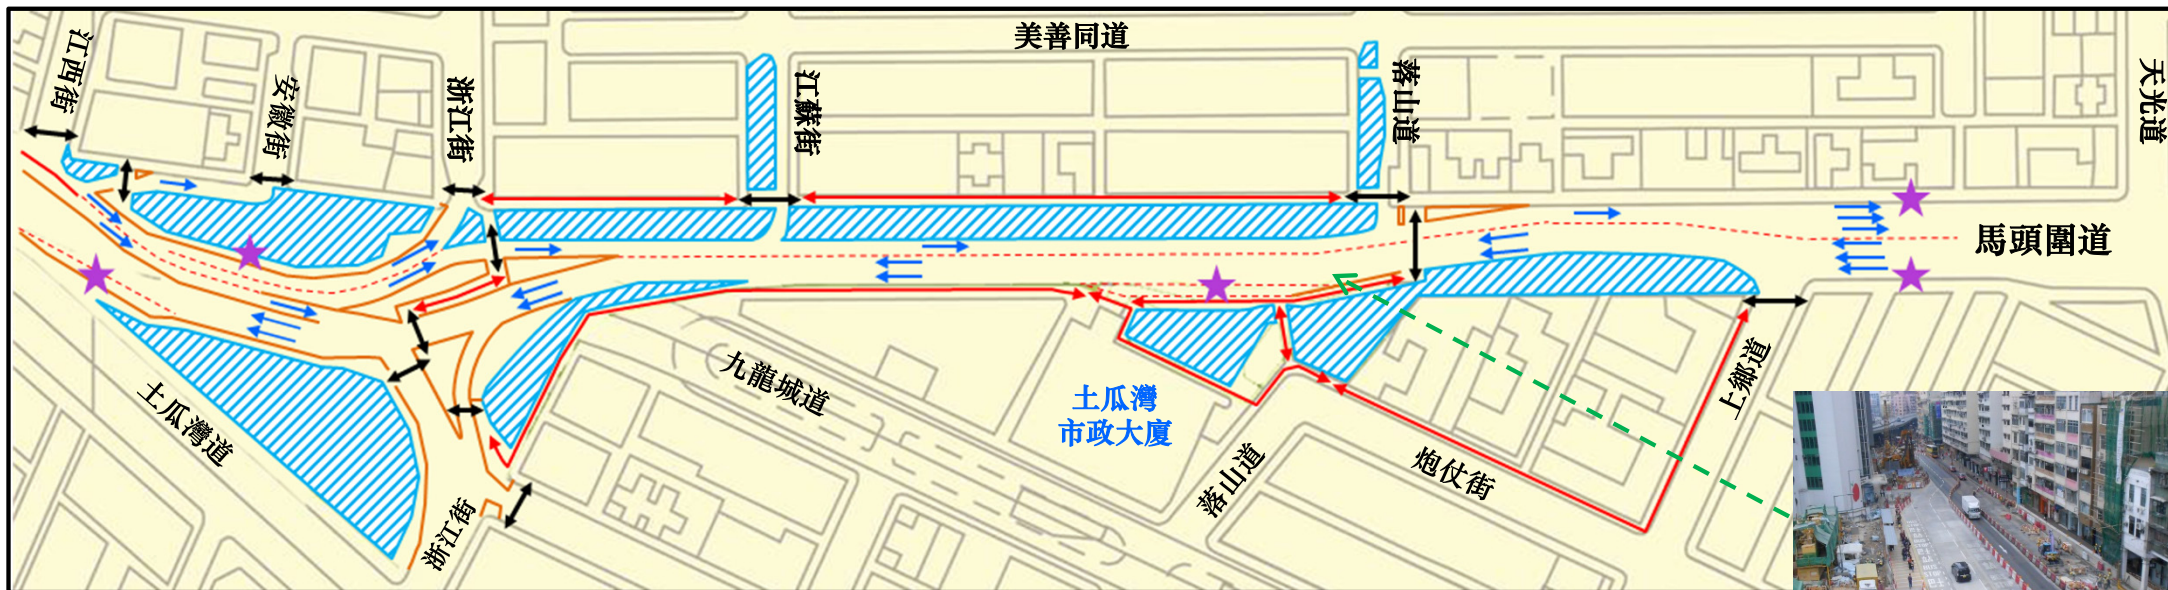 美善同道
江西街
安徽街
浙江街
江蘇街
落山道
天光道
馬頭圍道
土瓜灣道
九龍城道
土瓜灣
市政大廈
上鄉道
炮仗街
落山道
浙江街